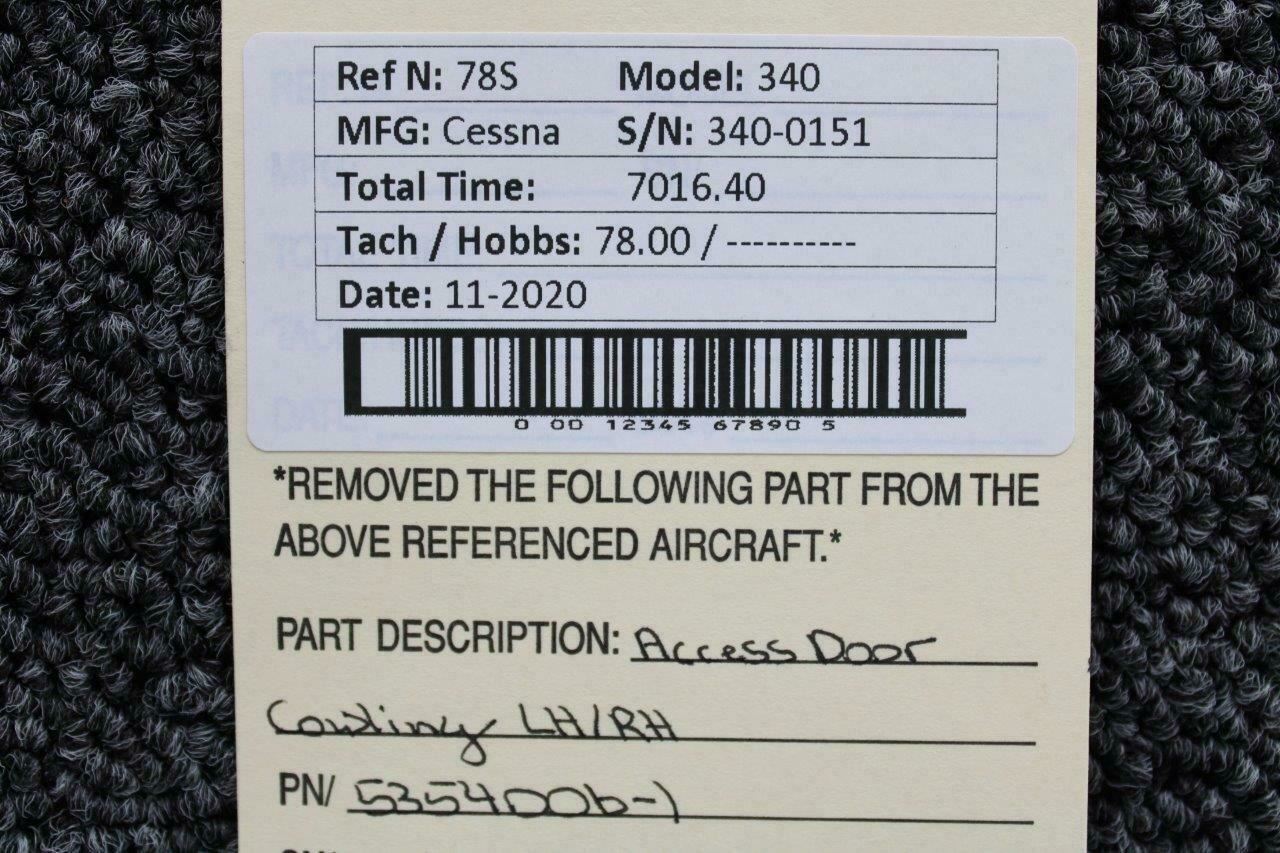 Ref N: 78S Model: 340
MFG: Cessna S/N: 340-0151
Total Time: 7016.40
Tach / Hobbs: 78.00 / ----------
Date: 11-2020
0 00 12345 67890 5
*REMOVED THE FOLLOWING PART FROM THE
ABOVE REFERENCED AIRCRAFT.*
PART DESCRIPTION: Access Door
Cowling LH/RH
PN/ 5354006-1